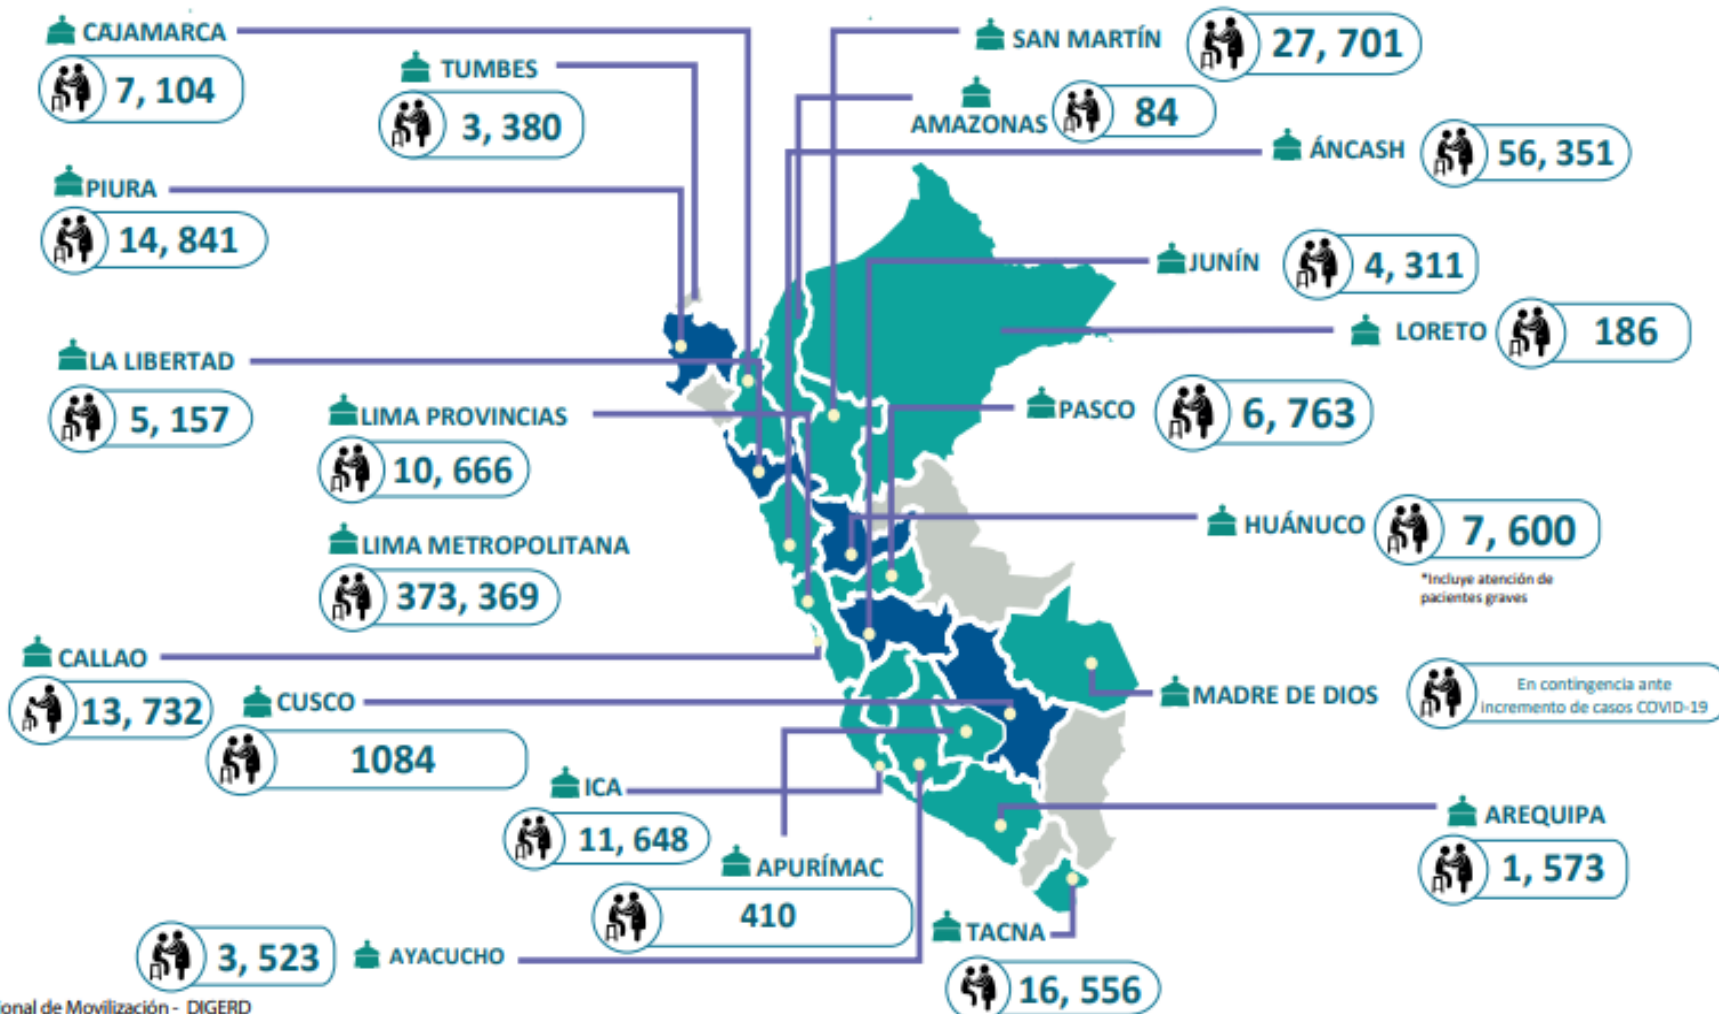 CAJAMARCA
7, 104
TUMBES
3, 380
SAN MARTÍN
27, 701
AMAZONAS
84
ÁNCASH
56, 351
PIURA
14, 841
JUNÍN
4, 311
LORETO
186
LA LIBERTAD
5, 157
LIMA PROVINCIAS
10, 666
PASCO
6, 763
LIMA METROPOLITANA
373, 369
HUÁNUCO
7, 600
*Incluye atención de
pacientes graves
CALLAO
13, 732
CUSCO
1084
MADRE DE DIOS
En contingencia ante
incremento de casos COVID-19
ICA
11, 648
APURÍMAC
410
AREQUIPA
1, 573
3, 523
AYACUCHO
TACNA
16, 556
ional de Movilización - DIGERD